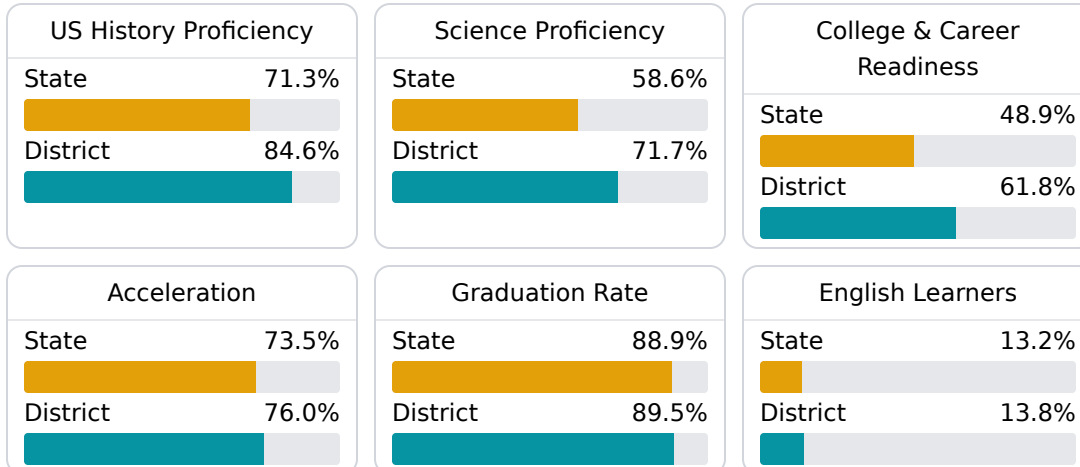 US History Proficiency
State 71.3%
District 84.6%
Science Proficiency
State 58.6%
District 71.7%
College & Career
Readiness
State 48.9%
District 61.8%
Acceleration
State 73.5%
District 76.0%
Graduation Rate
State 88.9%
District 89.5%
English Learners
State 13.2%
District 13.8%